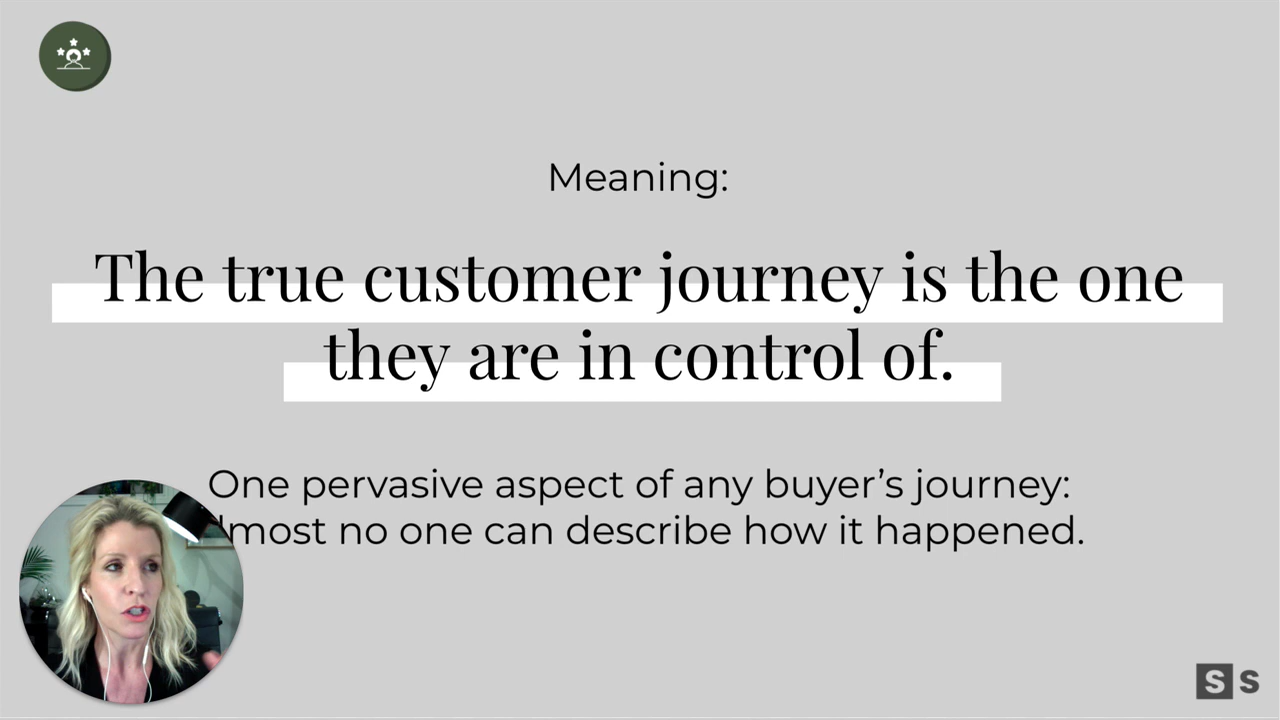 Meaning:
The true customer journey is the one
they are in control of.
One pervasive aspect of any buyer’s journey:
most no one can describe how it happened.
S S